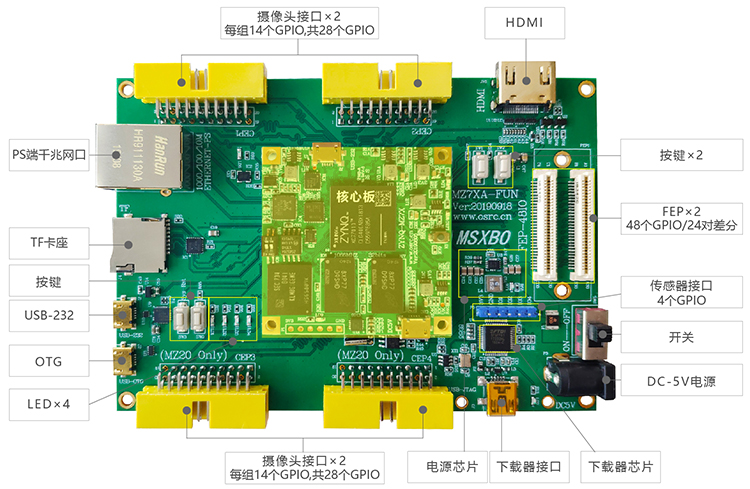 摄像头接口×2
每组14个GPIO,共28个GPIO
HDMI
PS端千兆网口
TF卡座
按键
USB-232
OTG
LED×4
按键×2
FEP×2
48个GPIO/24对差分
传感器接口
4个GPIO
开关
DC-5V电源
摄像头接口×2
每组14个GPIO,共28个GPIO
电源芯片
下载器接口
下载器芯片
核心板
ZYNQ
HanRun
HR911130A
CEP1
CEP2
HDMI
TF
MZ7XA-FUN
Ver:20190918
www.osrc.cn
MSXBO
FEP-4810
ON—OFF
(MZ20 Only) CEP3
(MZ20 Only) CEP4
USB-OTG
USB-JTAG
DC5V